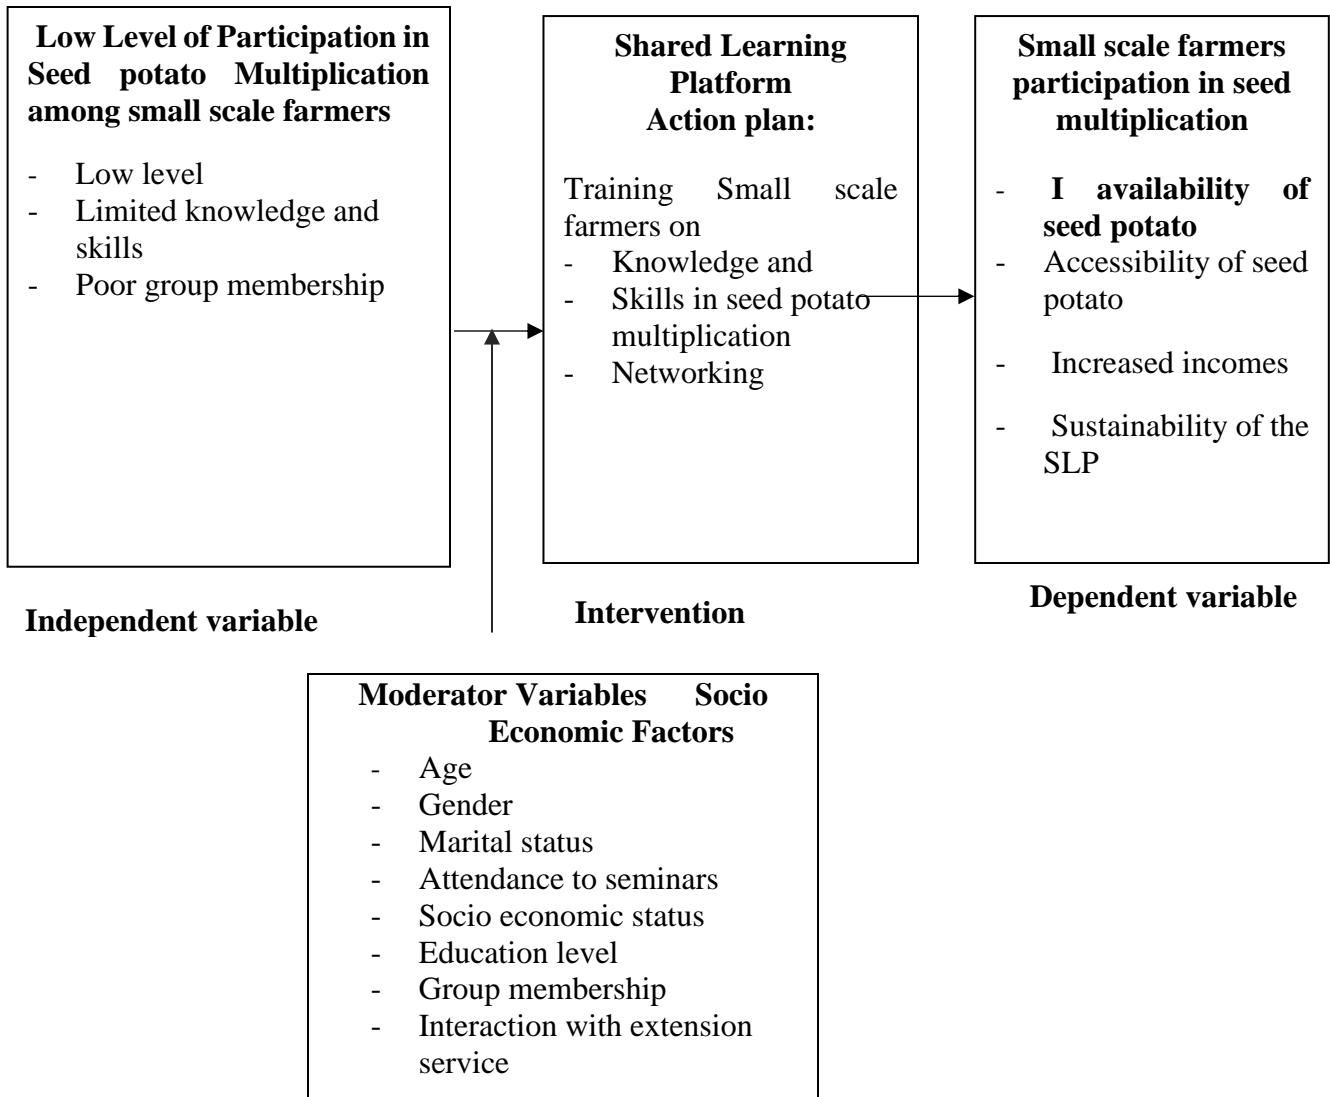 Low Level of Participation in
Seed potato Multiplication
among small scale farmers
- Low level
- Limited knowledge and
skills
- Poor group membership
Independent variable
Shared Learning
Platform
Action plan:
Training Small scale
farmers on
- Knowledge and
- Skills in seed potato
multiplication
- Networking
Intervention
Small scale farmers
participation in seed
multiplication
- I availability of
seed potato
- Accessibility of seed
potato
- Increased incomes
- Sustainability of the
SLP
Dependent variable
Moderator Variables Socio
Economic Factors
- Age
- Gender
- Marital status
- Attendance to seminars
- Socio economic status
- Education level
- Group membership
- Interaction with extension
service